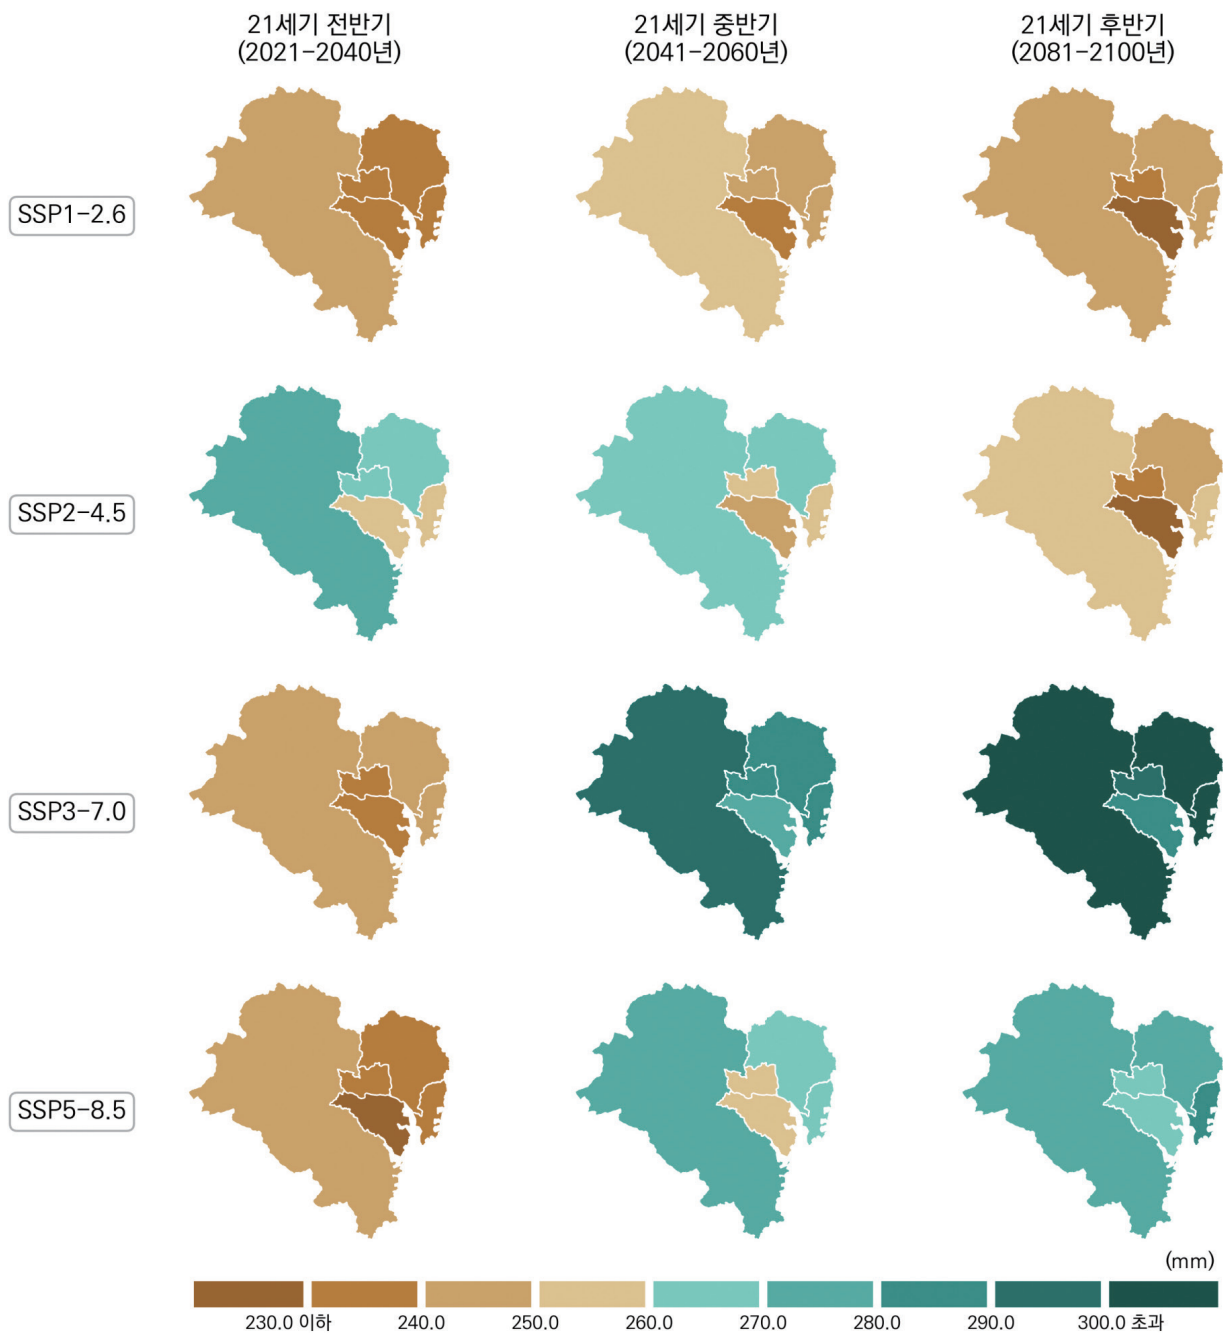 21세기 전반기
(2021-2040년)
21세기 중반기
(2041-2060년)
21세기 후반기
(2081-2100년)
SSP1-2.6
SSP2-4.5
SSP3-7.0
SSP5-8.5
(mm)
230.0 이하 240.0 250.0 260.0 270.0 280.0 290.0 300.0 초과